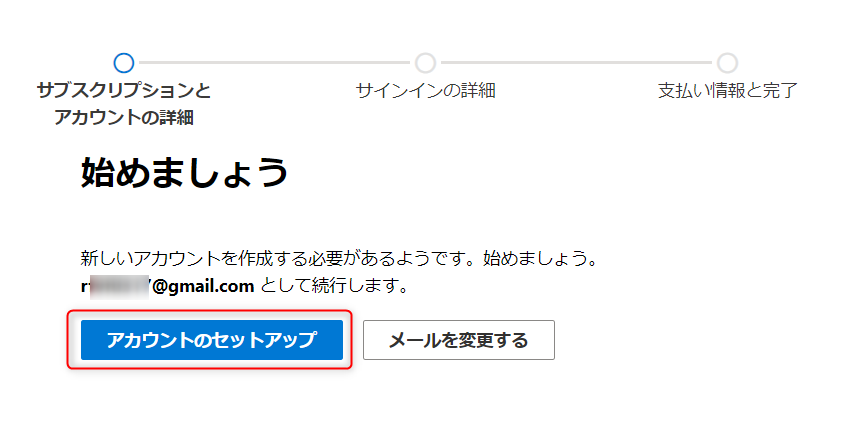 サブスクリプションと
アカウントの詳細
サインインの詳細
支払い情報と完了
始めましょう
新しいアカウントを作成する必要があるようです。始めましょう。
@gmail.com として続行します。
アカウントのセットアップ
メールを変更する